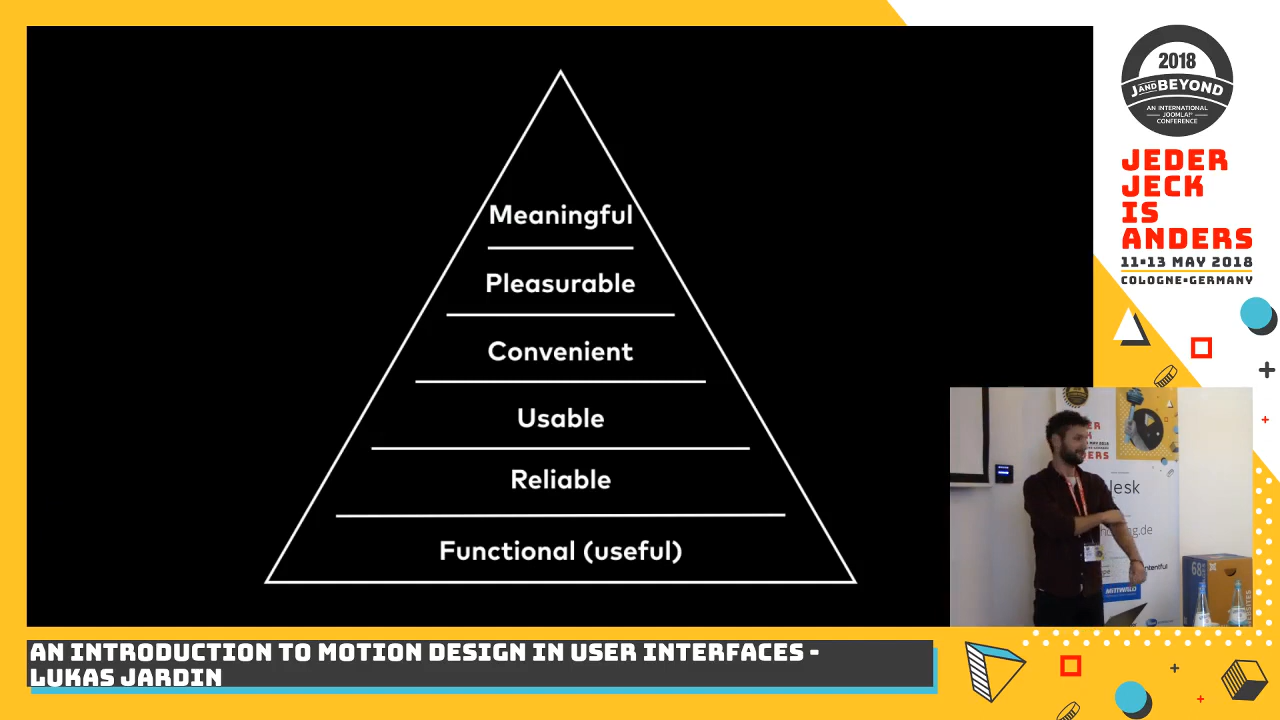 Meaningful
Pleasurable
Convenient
Usable
Reliable
Functional (useful)
2018
J AND BEYOND
AN INTERNATIONAL
JOOMLA!®
CONFERENCE
JEDER
JECK
IS
ANDERS
11-13 MAY 2018
COLOGNE-GERMANY
MITTWALD
AN INTRODUCTION TO MOTION DESIGN IN USER INTERFACES -
LUKAS JARDIN